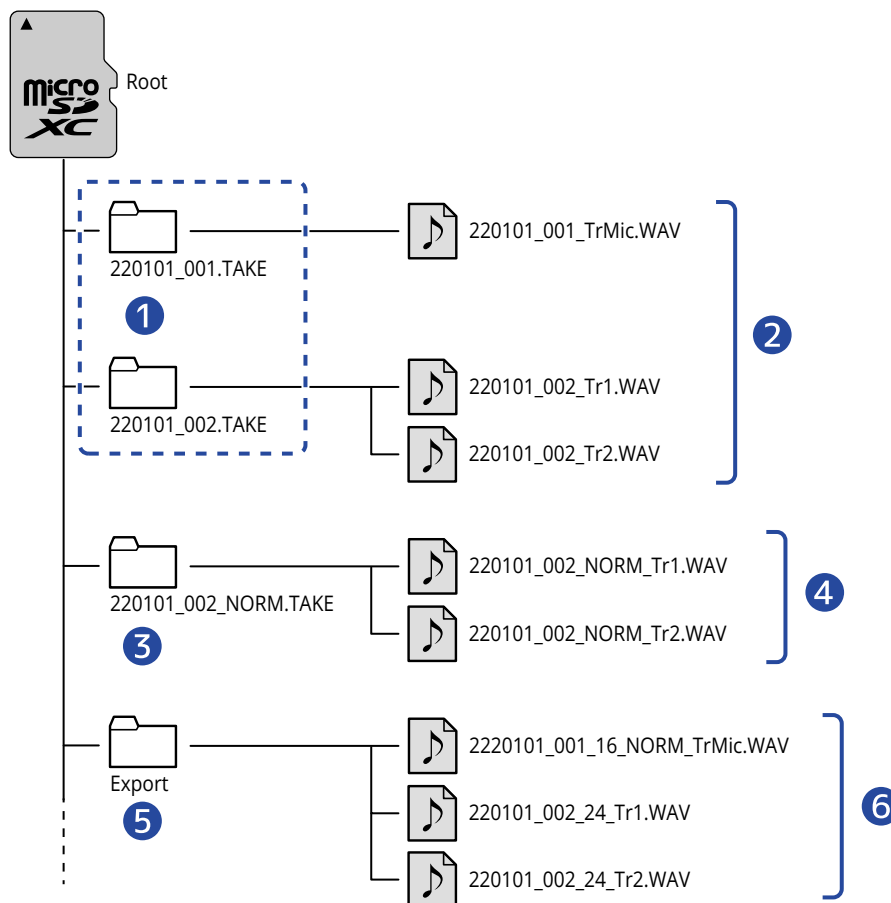 micro
SD
XC
Root
220101_001.TAKE
220101_001_TrMic.WAV
1
2
220101_002.TAKE
220101_002_Tr1.WAV
220101_002_Tr2.WAV
220101_002_NORM.TAKE
220101_002_NORM_Tr1.WAV
220101_002_NORM_Tr2.WAV
3
4
Export
2220101_001_16_NORM_TrMic.WAV
220101_002_24_Tr1.WAV
220101_002_24_Tr2.WAV
5
6